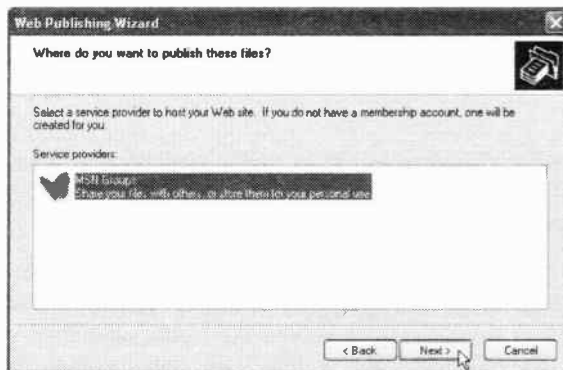 Web Publishing Wizard
Where do you want to publish these files?
Select a service provider to host your Web site. If you do not have a membership account, one will be
created for you.
Service providers:
MSN Groups
Share your files with others, or store them for your personal use.
< Back Next > Cancel